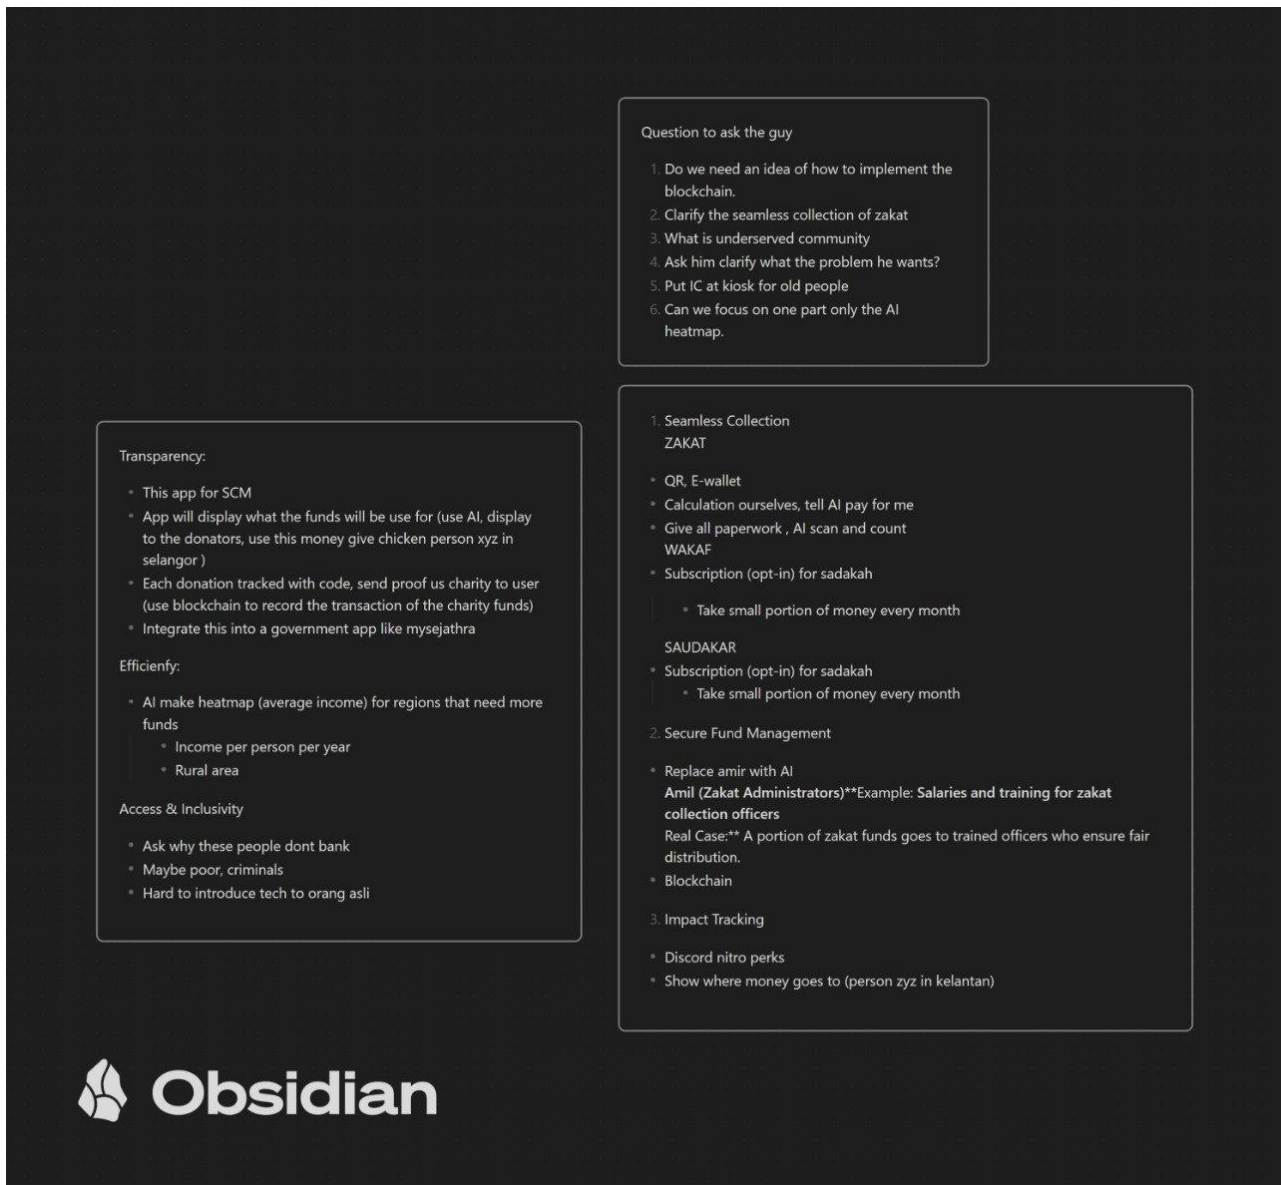 Question to ask the guy
1. Do we need an idea of how to implement the
blockchain.
2. Clarify the seamless collection of zakat
3. What is underserved community
4. Ask him clarify what the problem he wants?
5. Put IC at kiosk for old people
6. Can we focus on one part only the AI
heatmap.
Transparency:
• This app for SCM
• App will display what the funds will be use for (use AI, display
to the donators, use this money give chicken person xyz in
selangor )
• Each donation tracked with code, send proof us charity to user
(use blockchain to record the transaction of the charity funds)
• Integrate this into a government app like mysejathra
Efficienfy:
• AI make heatmap (average income) for regions that need more
funds
• Income per person per year
• Rural area
Access & Inclusivity
• Ask why these people dont bank
• Maybe poor, criminals
• Hard to introduce tech to orang asli
1. Seamless Collection
ZAKAT
• QR, E-wallet
• Calculation ourselves, tell AI pay for me
• Give all paperwork , AI scan and count
WAKAF
• Subscription (opt-in) for sadakah
• Take small portion of money every month
SAUDAKAR
• Subscription (opt-in) for sadakah
• Take small portion of money every month
2. Secure Fund Management
• Replace amir with AI
Amil (Zakat Administrators)**Example: Salaries and training for zakat
collection officers
Real Case:** A portion of zakat funds goes to trained officers who ensure fair
distribution.
• Blockchain
3. Impact Tracking
• Discord nitro perks
• Show where money goes to (person zyz in kelantan)
Obsidian